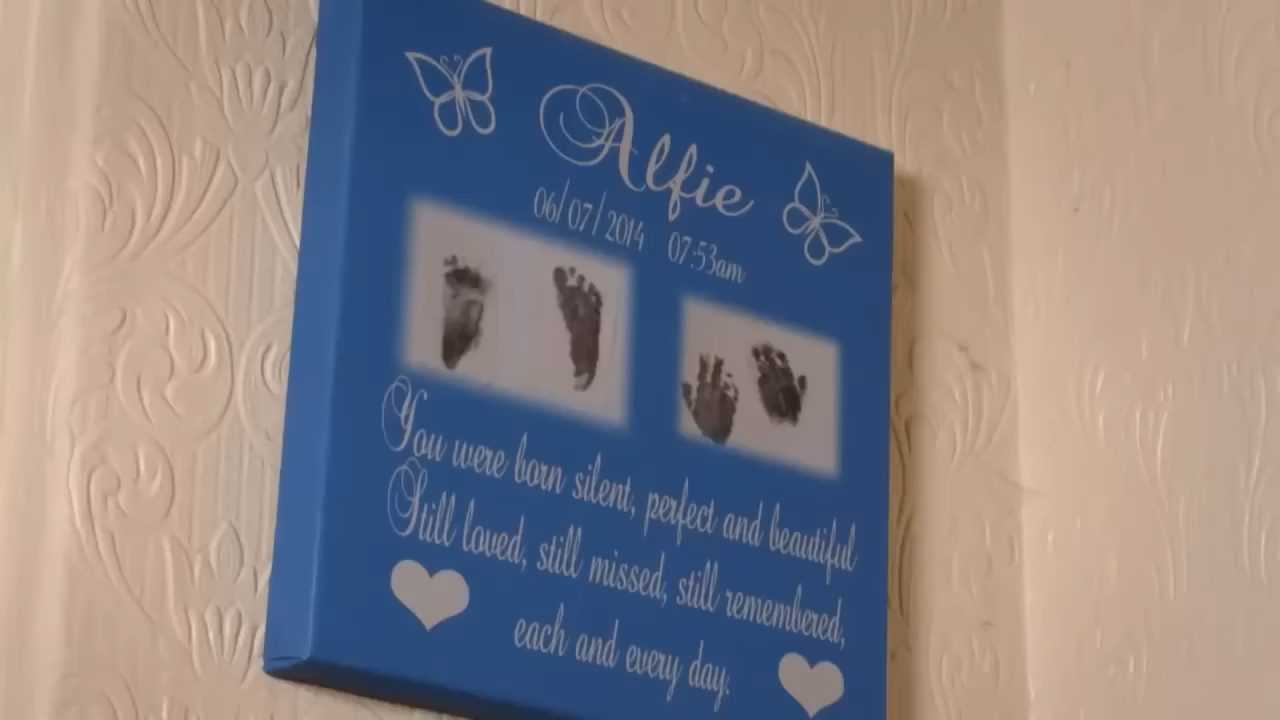 Alfie
06/07/2014 07:53am
You were born silent, perfect and beautiful
Still loved, still missed, still remembered,
each and every day.